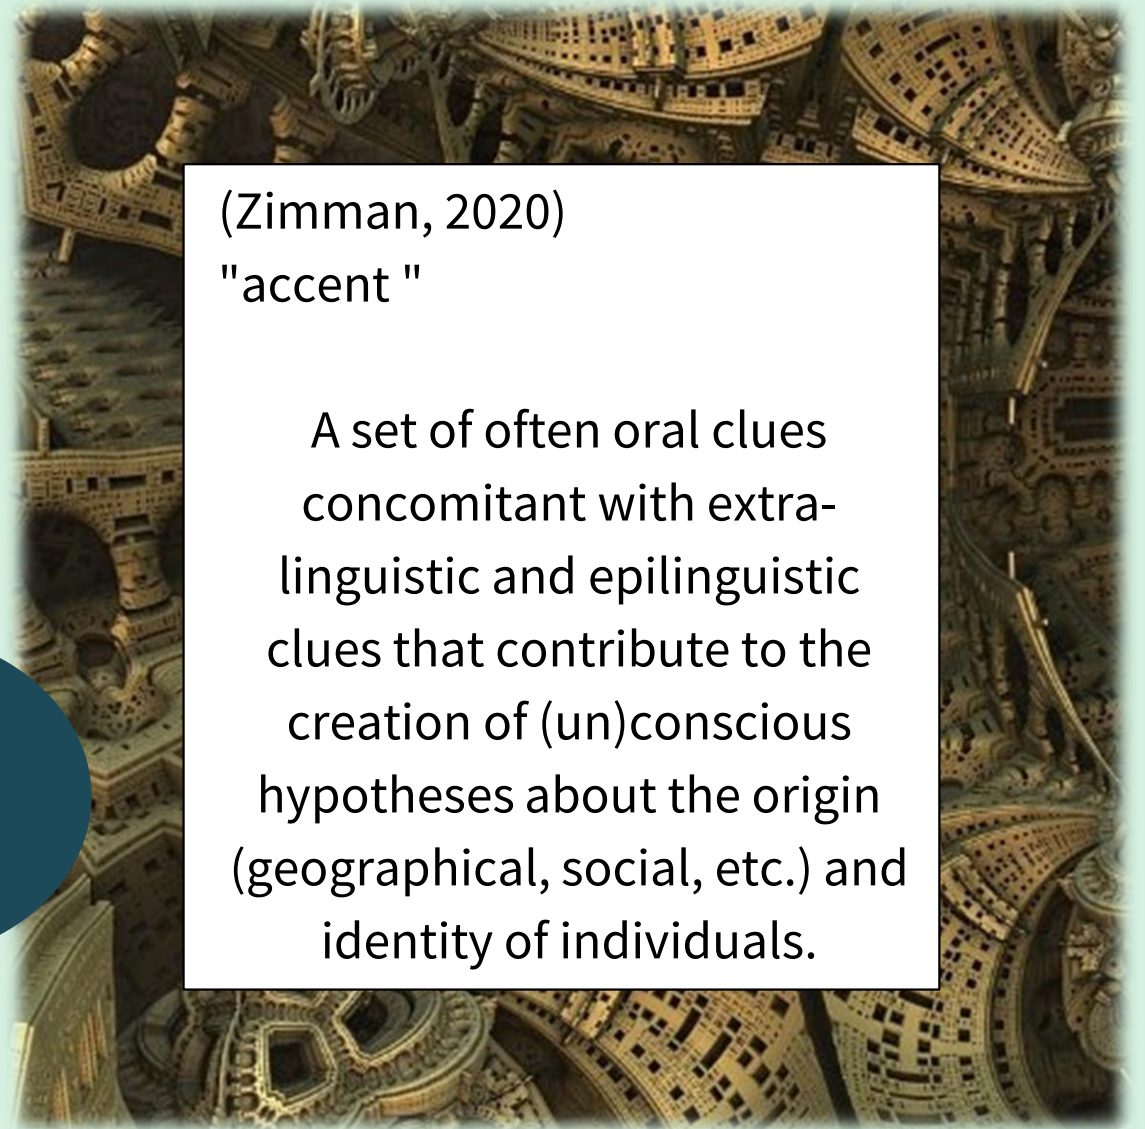 (Zimman, 2020)
"accent "
A set of often oral clues
concomitant with extra-
linguistic and epilinguistic
clues that contribute to the
creation of (un)conscious
hypotheses about the origin
(geographical, social, etc.) and
identity of individuals.